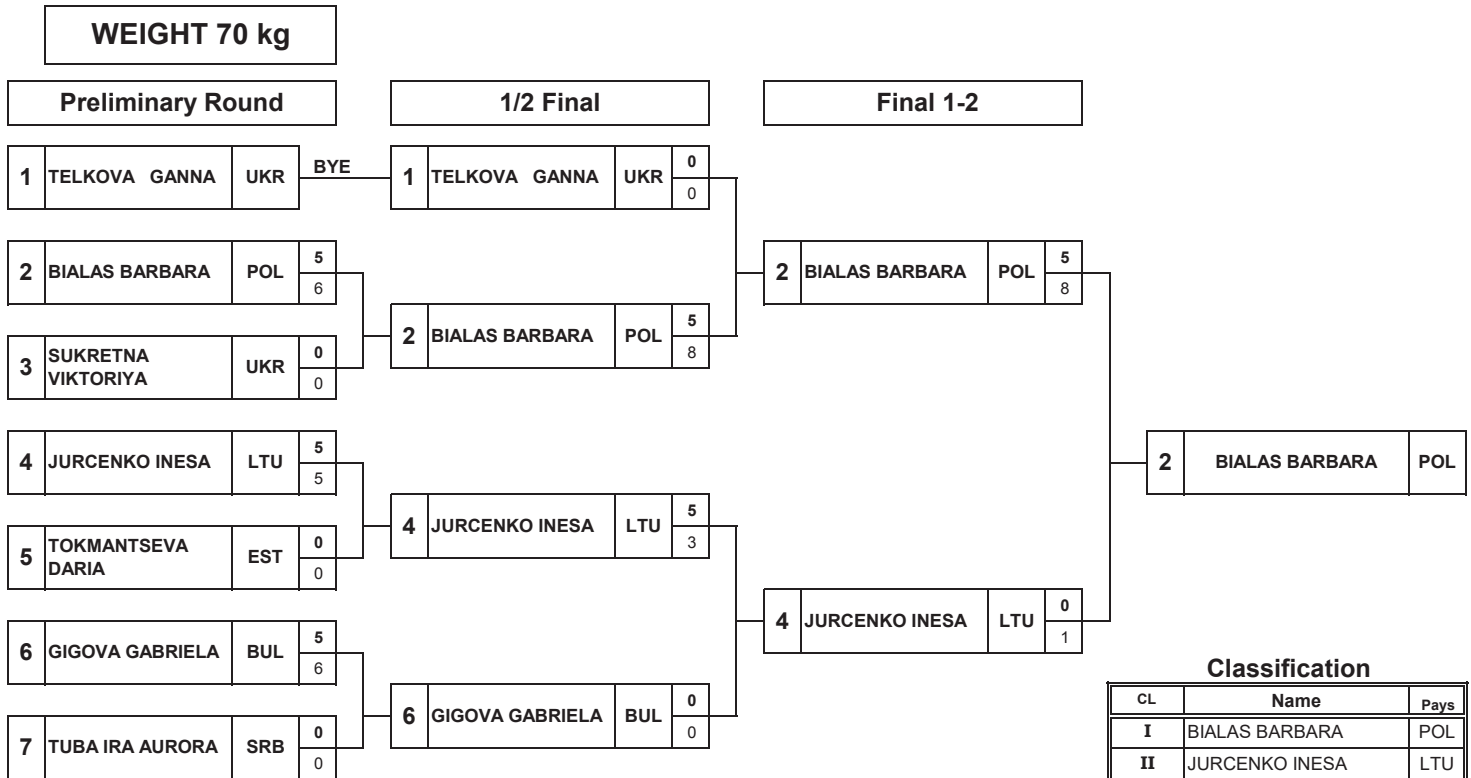 WEIGHT 70 kg
Preliminary Round
1/2 Final
Final 1-2
1 TELKOVA GANNA UKR BYE
1 TELKOVA GANNA UKR 0
0
2 BIALAS BARBARA POL 5
6
3 SUKRETNA
VIKTORIYA UKR 0
0
2 BIALAS BARBARA POL 5
8
2 BIALAS BARBARA POL 5
8
4 JURCENKO INESA LTU 5
5
5 TOKMANTSEVA
DARIA EST 0
0
4 JURCENKO INESA LTU 5
3
6 GIGOVA GABRIELA BUL 5
6
7 TUBA IRA AURORA SRB 0
0
6 GIGOVA GABRIELA BUL 0
0
4 JURCENKO INESA LTU 0
1
2 BIALAS BARBARA POL
Classification
CL Name Pays
I BIALAS BARBARA POL
II JURCENKO INESA LTU